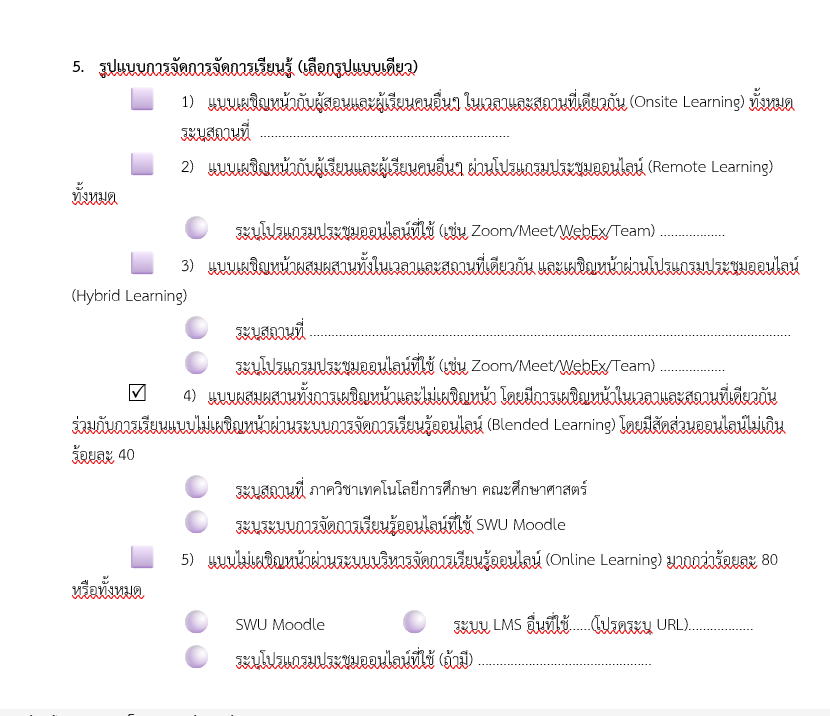 5. รูปแบบการจัดการจัดการเรียนรู้ (เลือกรูปแบบเดียว)
1) แบบเผชิญหน้ากับผู้สอนและผู้เรียนคนอื่นๆ ในเวลาและสถานที่เดียวกัน (Onsite Learning) ทั้งหมด
ระบุสถานที่ ....................................................................
2) แบบเผชิญหน้ากับผู้เรียนและผู้เรียนคนอื่นๆ ผ่านโปรแกรมประชุมออนไลน์ (Remote Learning)
ทั้งหมด
ระบุโปรแกรมประชุมออนไลน์ที่ใช้ (เช่น Zoom/Meet/WebEx/Team) ..................
3) แบบเผชิญหน้าผสมผสานทั้งในเวลาและสถานที่เดียวกัน และเผชิญหน้าผ่านโปรแกรมประชุมออนไลน์
(Hybrid Learning)
ระบุสถานที่ ....................................................................................................................................
ระบุโปรแกรมประชุมออนไลน์ที่ใช้ (เช่น Zoom/Meet/WebEx/Team) ..................
☑ 4) แบบผสมผสานทั้งการเผชิญหน้าและไม่เผชิญหน้า โดยมีการเผชิญหน้าในเวลาและสถานที่เดียวกัน
ร่วมกับการเรียนแบบไม่เผชิญหน้าผ่านระบบการจัดการเรียนรู้ออนไลน์ (Blended Learning) โดยมีสัดส่วนออนไลน์ไม่เกิน
ร้อยละ 40
ระบุสถานที่ ภาควิชาเทคโนโลยีการศึกษา คณะศึกษาศาสตร์
ระบุระบบการจัดการเรียนรู้ออนไลน์ที่ใช้ SWU Moodle
5) แบบไม่เผชิญหน้าผ่านระบบบริหารจัดการเรียนรู้ออนไลน์ (Online Learning) มากกว่าร้อยละ 80
หรือทั้งหมด
SWU Moodle ระบบ LMS อื่นที่ใช้......(โปรดระบุ URL)..................
ระบุโปรแกรมประชุมออนไลน์ที่ใช้ (ถ้ามี) ...............................................